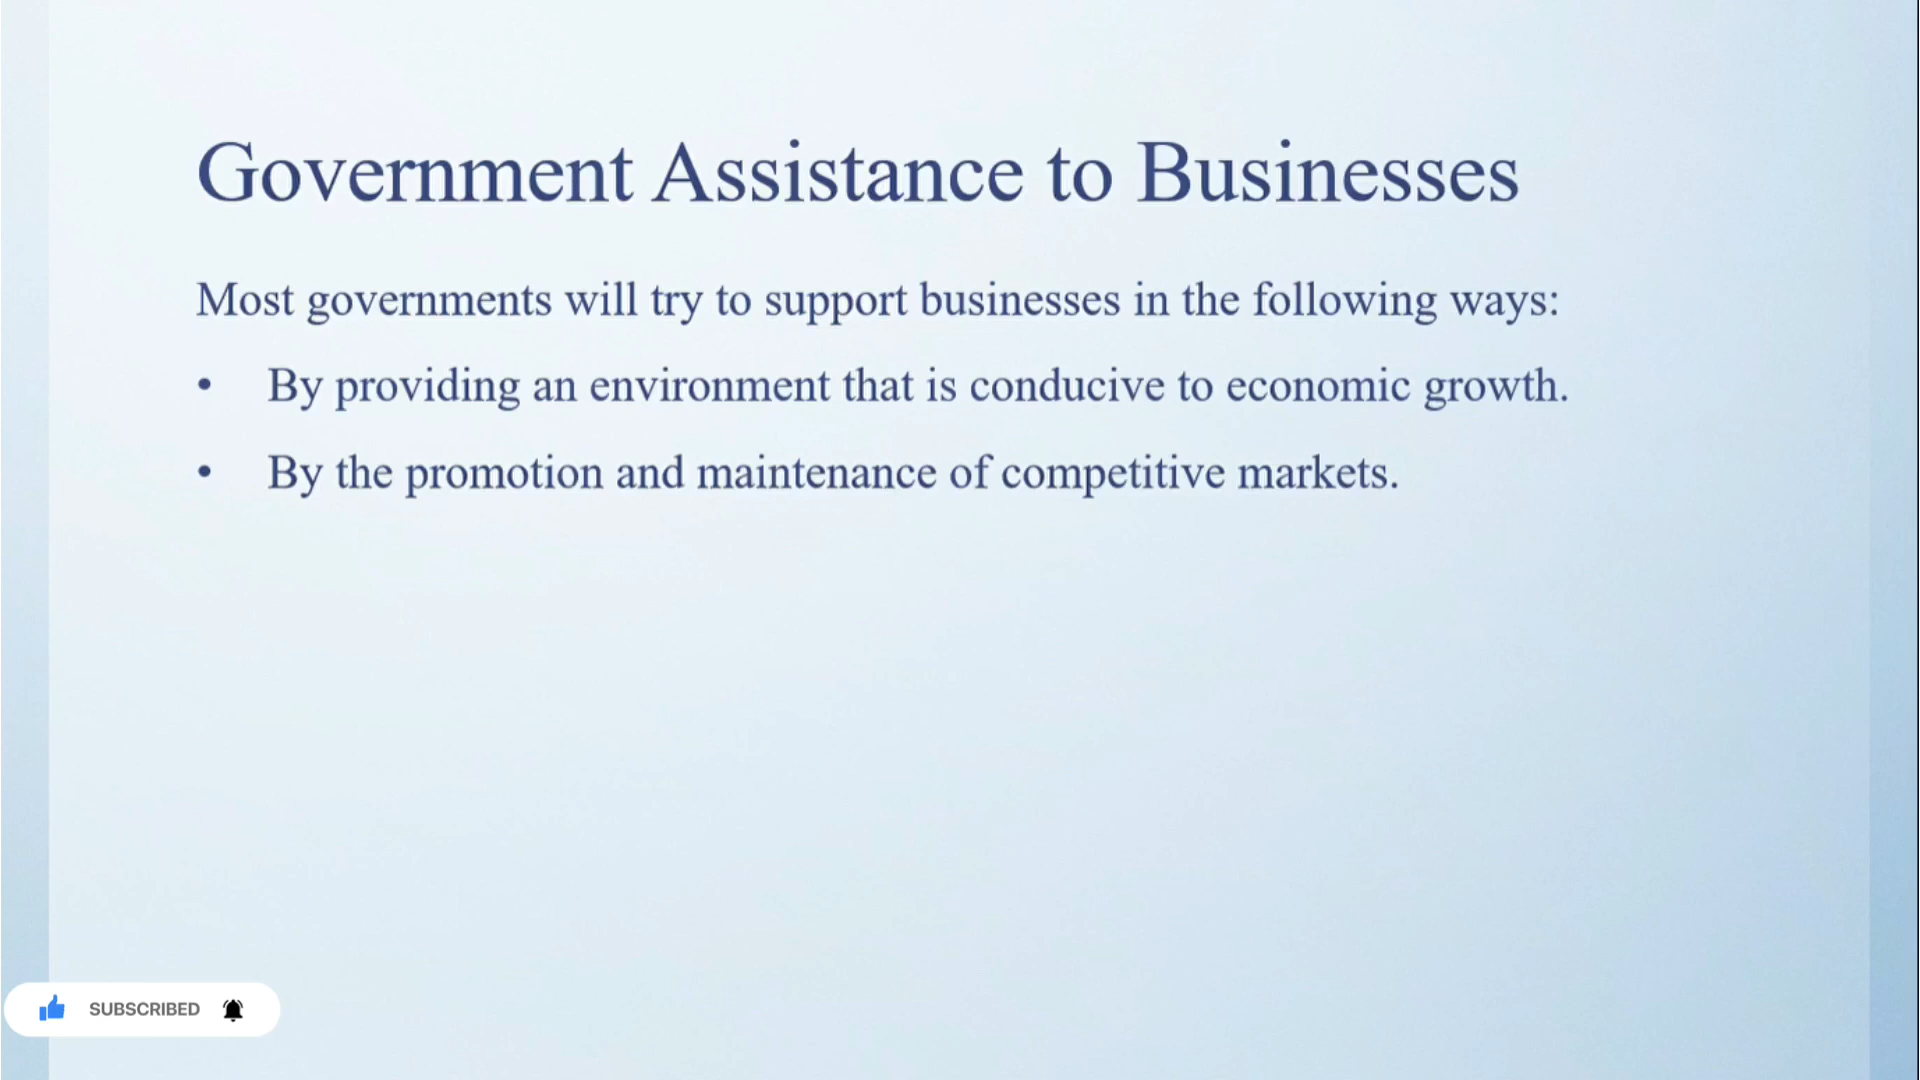 Government Assistance to Businesses
Most governments will try to support businesses in the following ways:
• By providing an environment that is conducive to economic growth.
• By the promotion and maintenance of competitive markets.
SUBSCRIBED